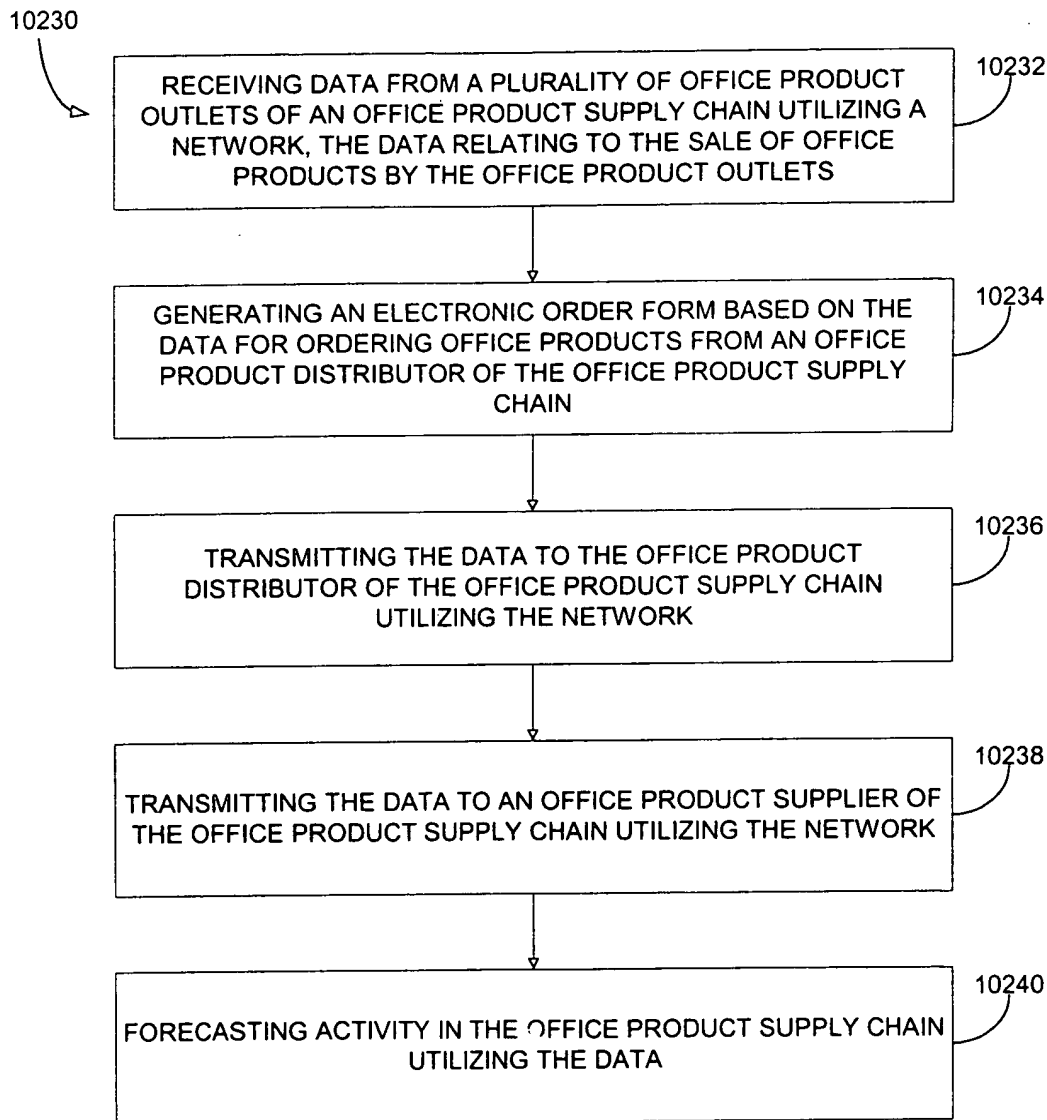 10230
RECEIVING DATA FROM A PLURALITY OF OFFICE PRODUCT
OUTLETS OF AN OFFICE PRODUCT SUPPLY CHAIN UTILIZING A
NETWORK, THE DATA RELATING TO THE SALE OF OFFICE
PRODUCTS BY THE OFFICE PRODUCT OUTLETS
10232
GENERATING AN ELECTRONIC ORDER FORM BASED ON THE
DATA FOR ORDERING OFFICE PRODUCTS FROM AN OFFICE
PRODUCT DISTRIBUTOR OF THE OFFICE PRODUCT SUPPLY
CHAIN
10234
TRANSMITTING THE DATA TO THE OFFICE PRODUCT
DISTRIBUTOR OF THE OFFICE PRODUCT SUPPLY CHAIN
UTILIZING THE NETWORK
10236
TRANSMITTING THE DATA TO AN OFFICE PRODUCT SUPPLIER OF
THE OFFICE PRODUCT SUPPLY CHAIN UTILIZING THE NETWORK
10238
FORECASTING ACTIVITY IN THE OFFICE PRODUCT SUPPLY CHAIN
UTILIZING THE DATA
10240